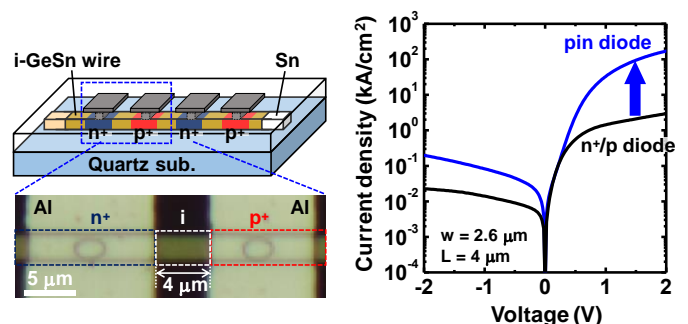 i-GeSn wire
Sn
n+ p+ n+ p+
Quartz sub.
Al n+ i p+ Al
5 μm
4 μm
Current density (kA/cm²)
10³
10²
10¹
10⁰
10⁻¹
10⁻²
10⁻³
10⁻⁴
pin diode
n⁺/p diode
w = 2.6 μm
L = 4 μm
-2 -1 0 1 2
Voltage (V)